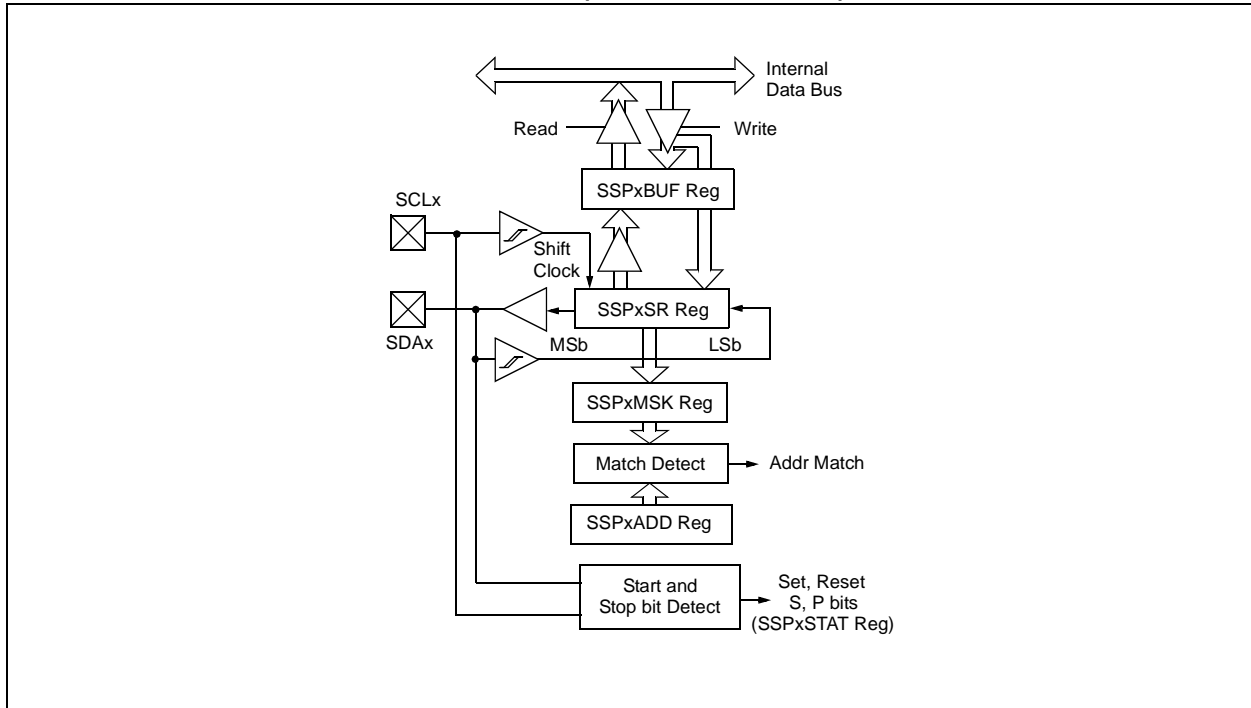 Internal
Data Bus
Read
Write
SSPxBUF Reg
SCLx
Shift
Clock
SSPxSR Reg
SDAx
MSb
LSb
SSPxMSK Reg
Match Detect
Addr Match
SSPxADD Reg
Start and
Stop bit Detect
Set, Reset
S, P bits
(SSPxSTAT Reg)